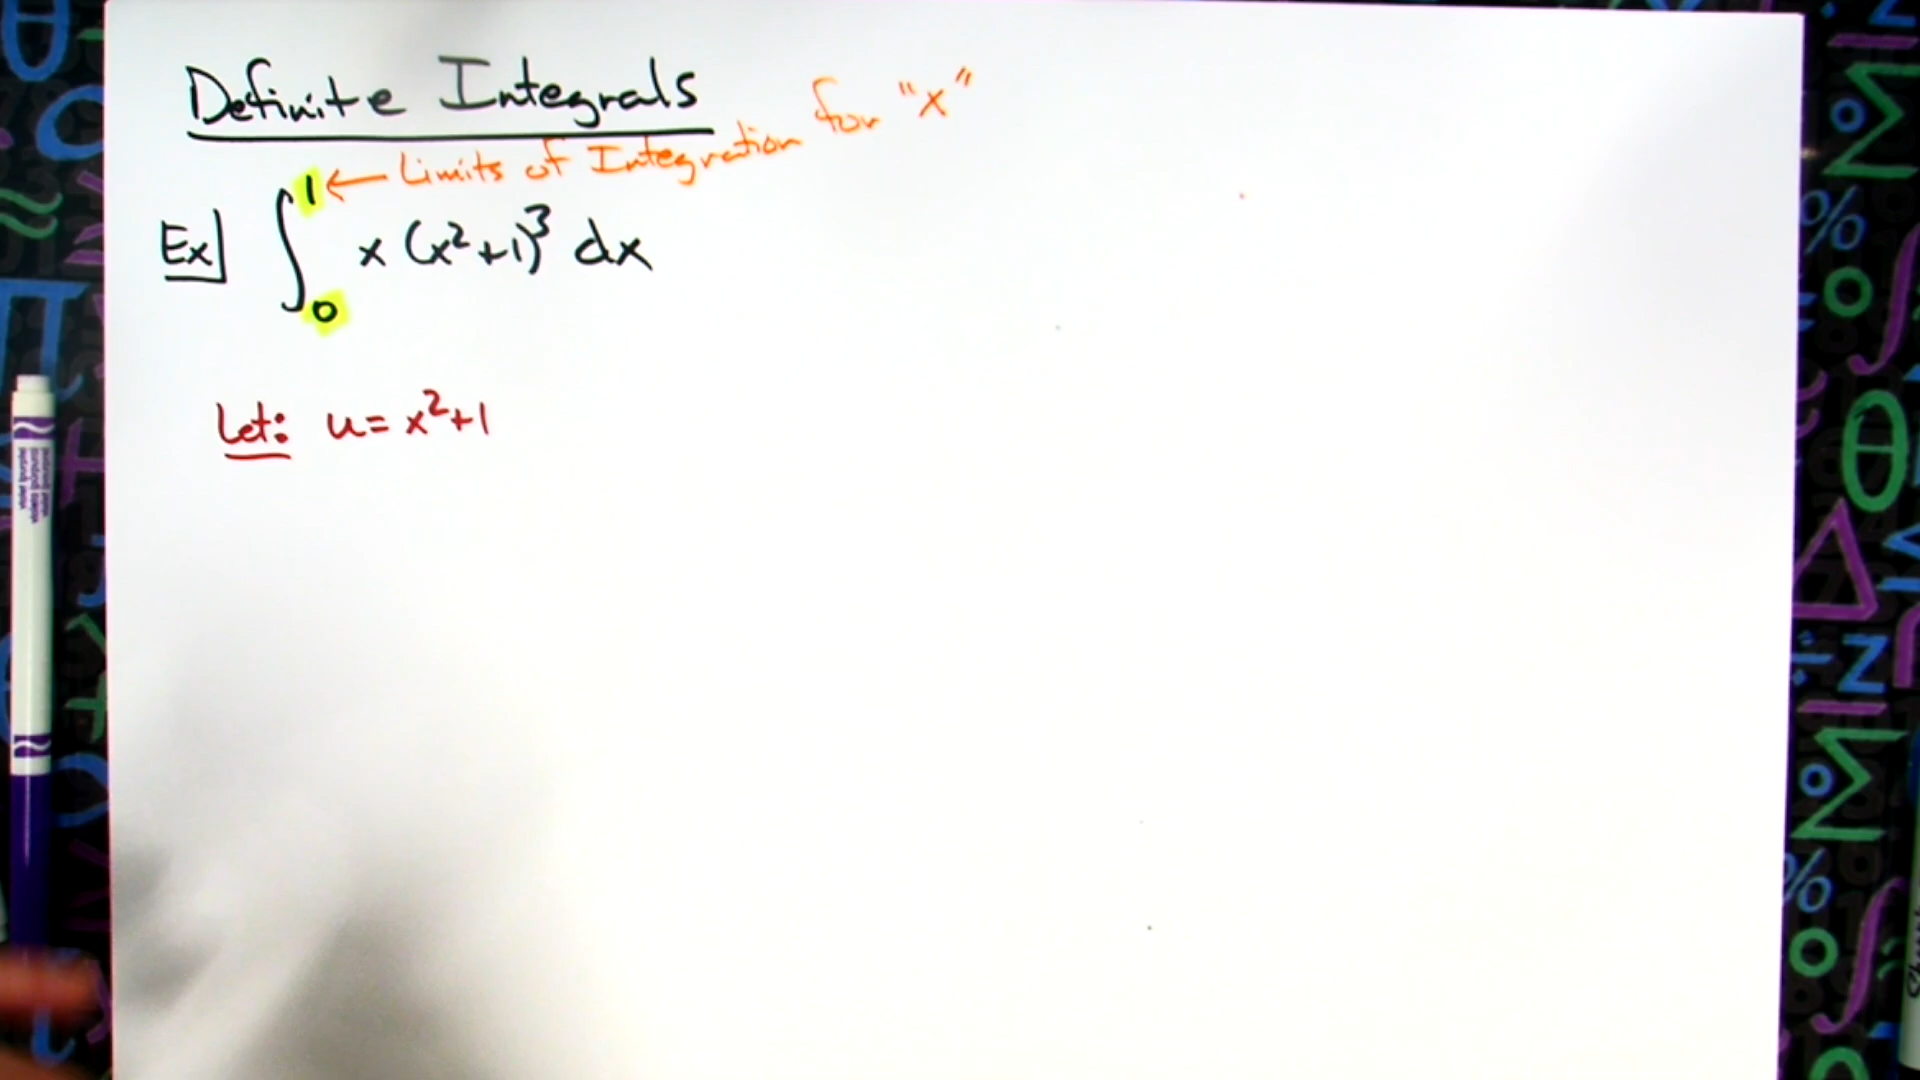 Definite Integrals
1 ← Limits of Integration for "x"
Ex] ∫₀¹ x (x²+1)³ dx
Let: u = x²+1